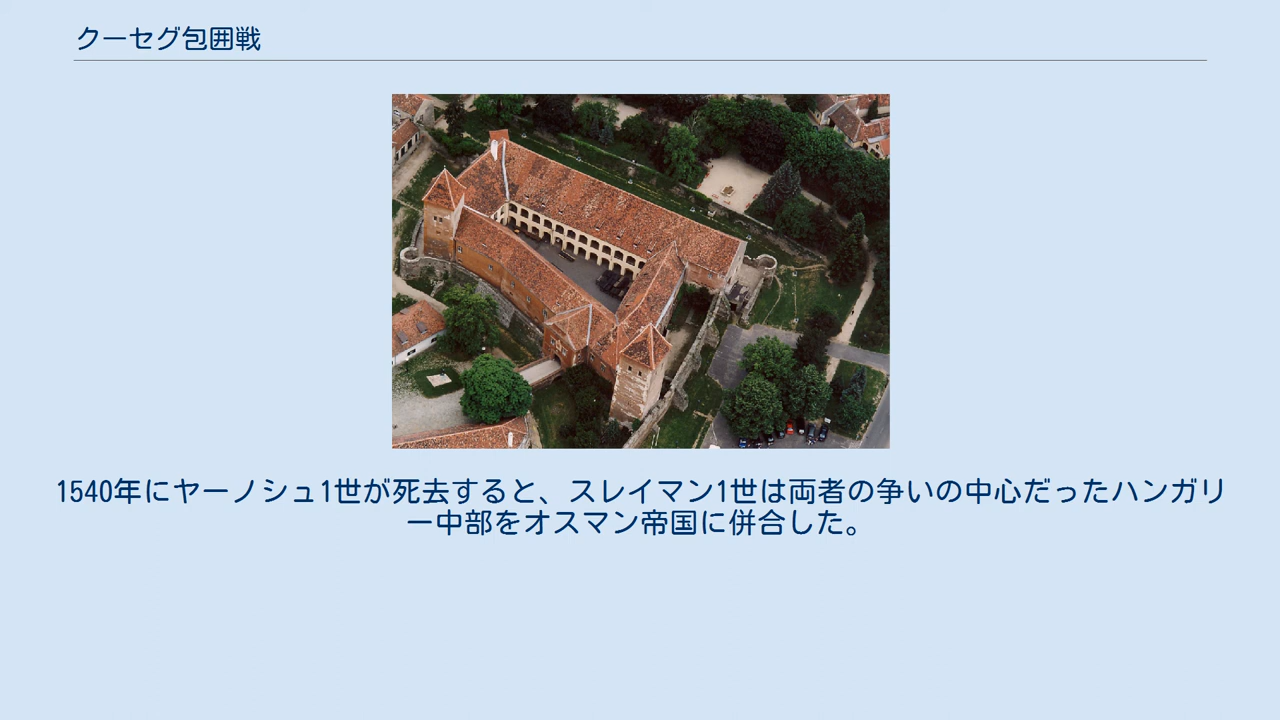 クーセグ包囲戦
1540年にヤーノシュ1世が死去すると、スレイマン1世は両者の争いの中心だったハンガリ
ー中部をオスマン帝国に併合した。